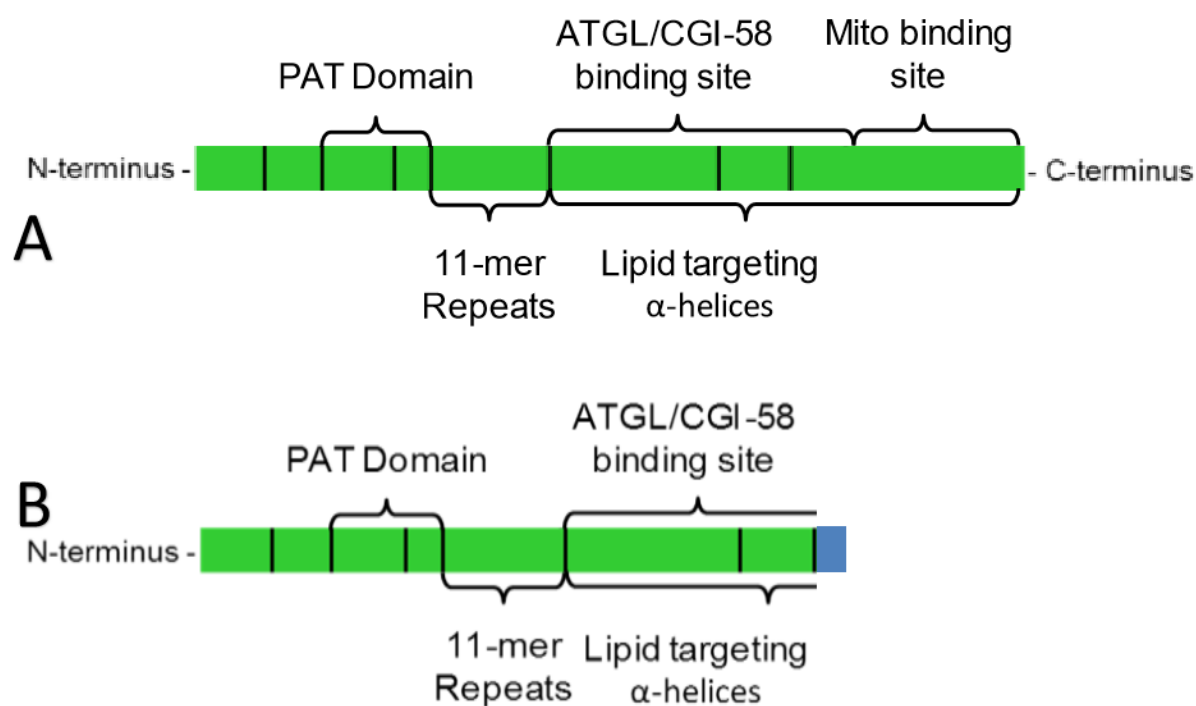 ATGL/CGI-58
binding site
Mito binding
site
PAT Domain
N-terminus -
- C-terminus
A
11-mer
Repeats
Lipid targeting
α-helices
ATGL/CGI-58
binding site
PAT Domain
B
N-terminus -
11-mer
Repeats
Lipid targeting
α-helices